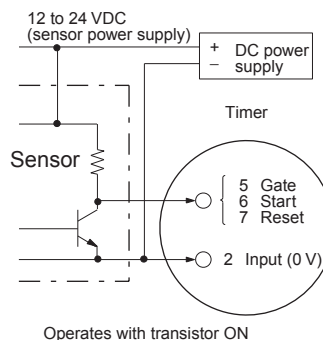 12 to 24 VDC
(sensor power supply)
+ DC power
− supply
Timer
Sensor
5 Gate
6 Start
7 Reset
2 Input (0 V)
Operates with transistor ON